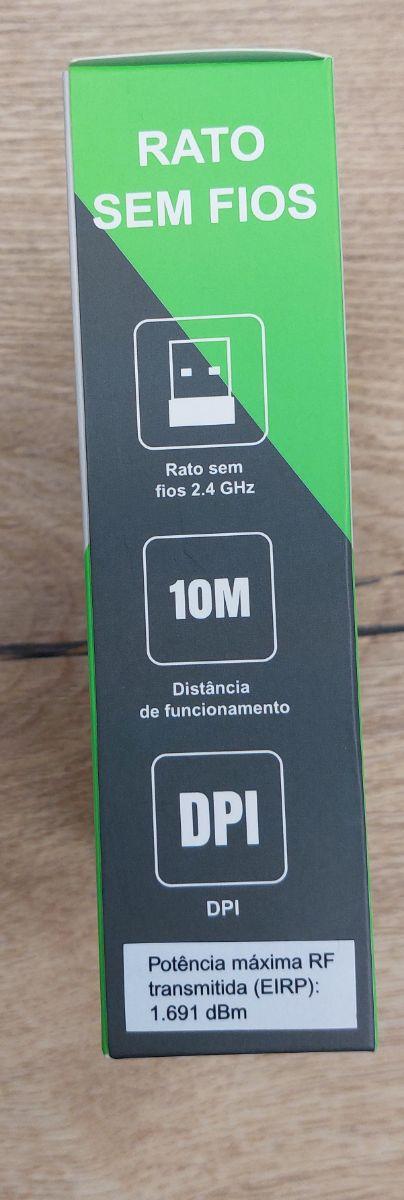 RATO
SEM FIOS
Rato sem
fios 2.4 GHz
10M
Distância
de funcionamento
DPI
DPI
Potência máxima RF
transmitida (EIRP):
1.691 dBm